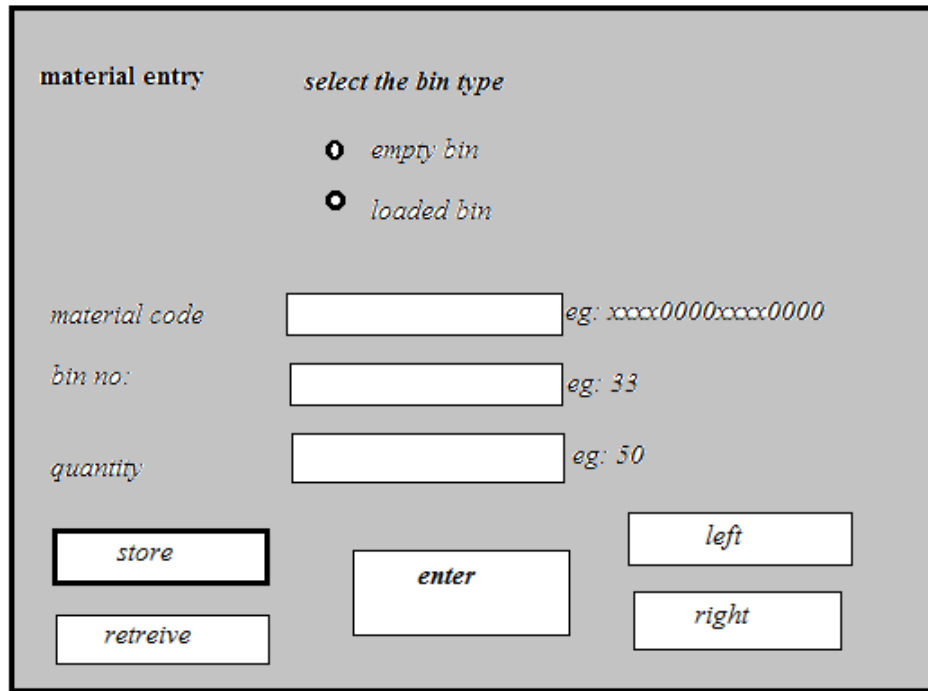 material entry
select the bin type
empty bin
loaded bin
material code
eg: xxxx0000xxxx0000
bin no:
eg: 33
quantity
eg: 50
store
enter
left
retreive
right